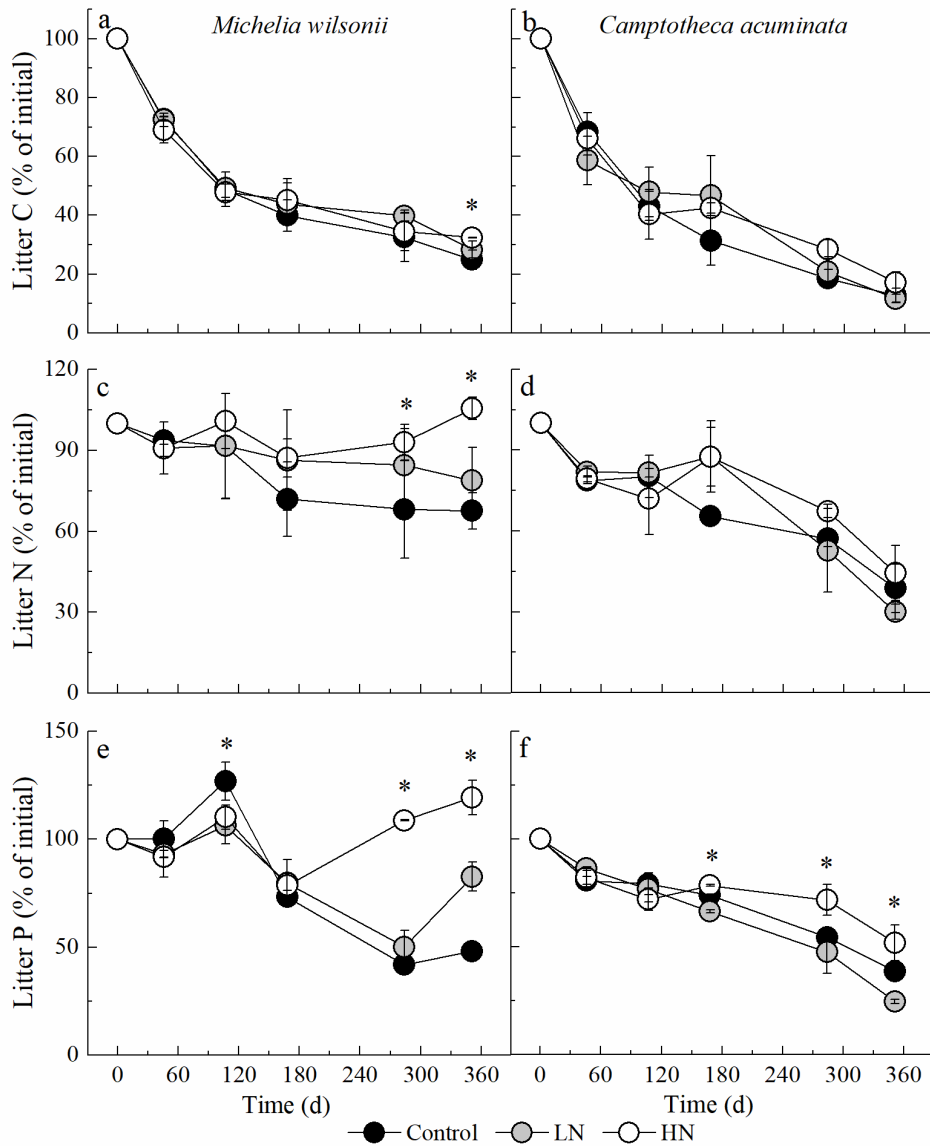 a Michelia wilsonii b Camptotheca acuminata
100
80
60
40
20
0
Litter C (% of initial)
*
c d
120
90
60
30
0
Litter N (% of initial)
* *
e f
150
100
50
0
Litter P (% of initial)
* * *
* * *
0 60 120 180 240 300 360 0 60 120 180 240 300 360
Time (d) Time (d)
Control LN HN